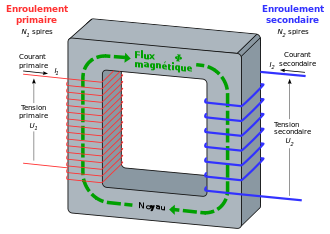 Enroulement
primaire
N₁ spires
Courant
primaire
I₁
Tension
primaire
U₁
Flux
magnétique
Noyau
Enroulement
secondaire
N₂ spires
Courant
secondaire
I₂
Tension
secondaire
U₂